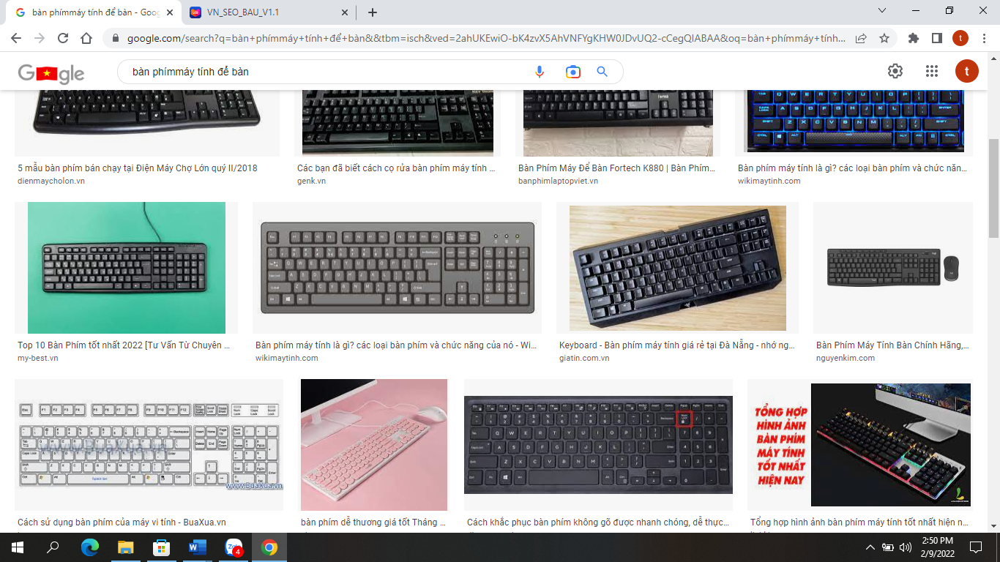 bàn phímmáy tính để bàn - Goog
VN_SEO_BAU_V1.1
google.com/search?q=bàn+phímmáy+tính+để+bàn&&tbm=isch&ved=2ahUKEwiO-bK4zvX5AhVNFYgKHW0JDvUQ2-cCegQIABAA&oq=bàn+phímmáy+tính...
t
Google
bàn phímmáy tính để bàn
t
5 mẫu bàn phím bán chạy tại Điện Máy Chợ Lớn quý II/2018
dienmaycholon.vn
Các bạn đã biết cách cọ rửa bàn phím máy tính ...
genk.vn
Bàn Phím Máy Để Bàn Fortech K880 | Bàn Phím...
banphimlaptopviet.vn
Bàn phím máy tính là gì? các loại bàn phím và chức năn...
wikimaytinh.com
Top 10 Bàn Phím tốt nhất 2022 [Tư Vấn Từ Chuyên ...
my-best.vn
Bàn phím máy tính là gì? các loại bàn phím và chức năng của nó - Wi...
wikimaytinh.com
Keyboard - Bàn phím máy tính giá rẻ tại Đà Nẵng - nhớ ng...
giatin.com.vn
Bàn Phím Máy Tính Bàn Chính Hãng,...
nguyenkim.com
www.BuaXua.vn
TỔNG HỢP
HÌNH ẢNH
BÀN PHÍM
MÁY TÍNH
TỐT NHẤT
HIỆN NAY
Cách sử dụng bàn phím của máy vi tính - BuaXua.vn
bàn phím dễ thương giá tốt Tháng ...
Cách khắc phục bàn phím không gõ được nhanh chóng, dễ thực...
Tổng hợp hình ảnh bàn phím máy tính tốt nhất hiện n...
Zalo
4
2:50 PM
2/9/2022